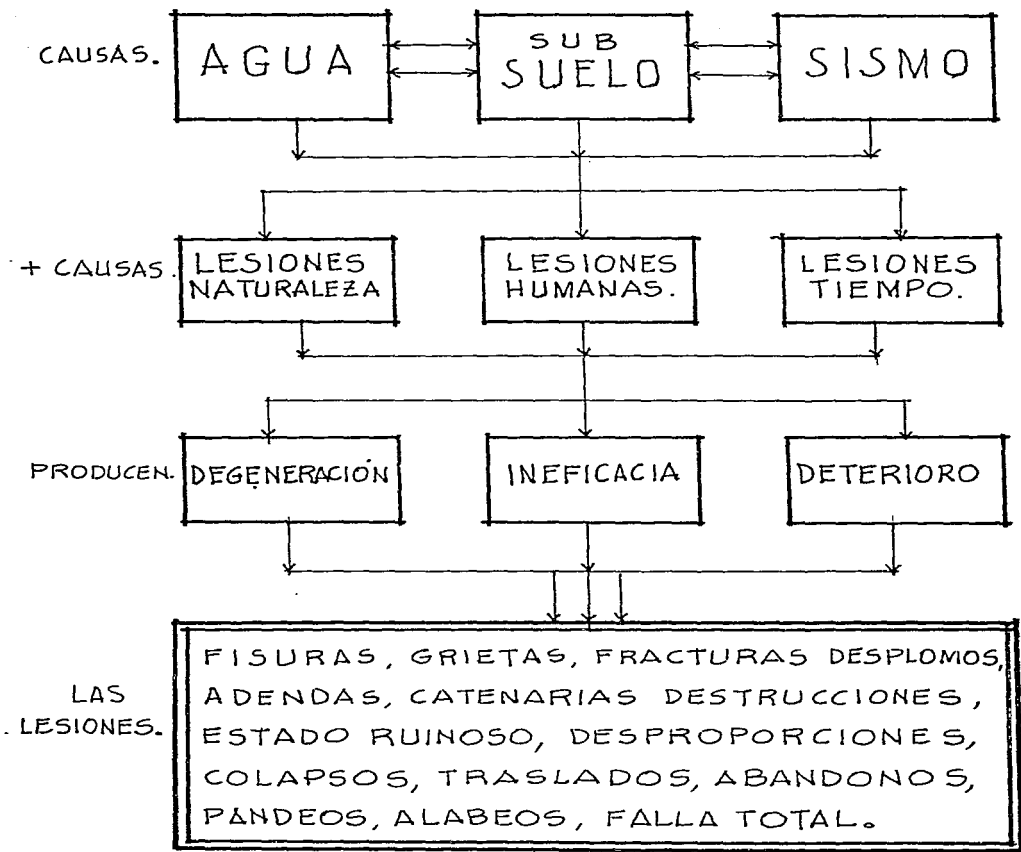 CAUSAS.
AGUA
SUB
SUELO
SISMO
+ CAUSAS.
LESIONES
NATURALEZA
LESIONES
HUMANAS.
LESIONES
TIEMPO.
PRODUCEN.
DEGENERACIÓN
INEFICACIA
DETERIORO
LAS
LESIONES.
FISURAS, GRIETAS, FRACTURAS DESPLOMOS,
ADENDAS, CATENARIAS DESTRUCCIONES,
ESTADO RUINOSO, DESPROPORCIONES,
COLAPSOS, TRASLADOS, ABANDONOS,
PANDEOS, ALABEOS, FALLA TOTAL.